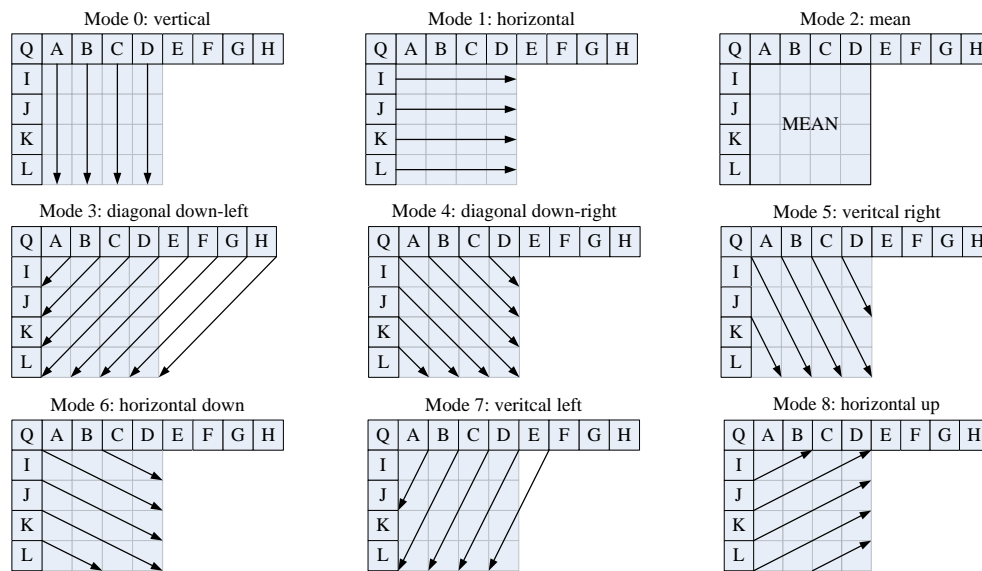 Mode 0: vertical
Q A B C D E F G H
I
J
K
L
Mode 1: horizontal
Q A B C D E F G H
I
J
K
L
Mode 2: mean
Q A B C D E F G H
I
J
MEAN
K
L
Mode 3: diagonal down-left
Q A B C D E F G H
I
J
K
L
Mode 4: diagonal down-right
Q A B C D E F G H
I
J
K
L
Mode 5: veritcal right
Q A B C D E F G H
I
J
K
L
Mode 6: horizontal down
Q A B C D E F G H
I
J
K
L
Mode 7: veritcal left
Q A B C D E F G H
I
J
K
L
Mode 8: horizontal up
Q A B C D E F G H
I
J
K
L